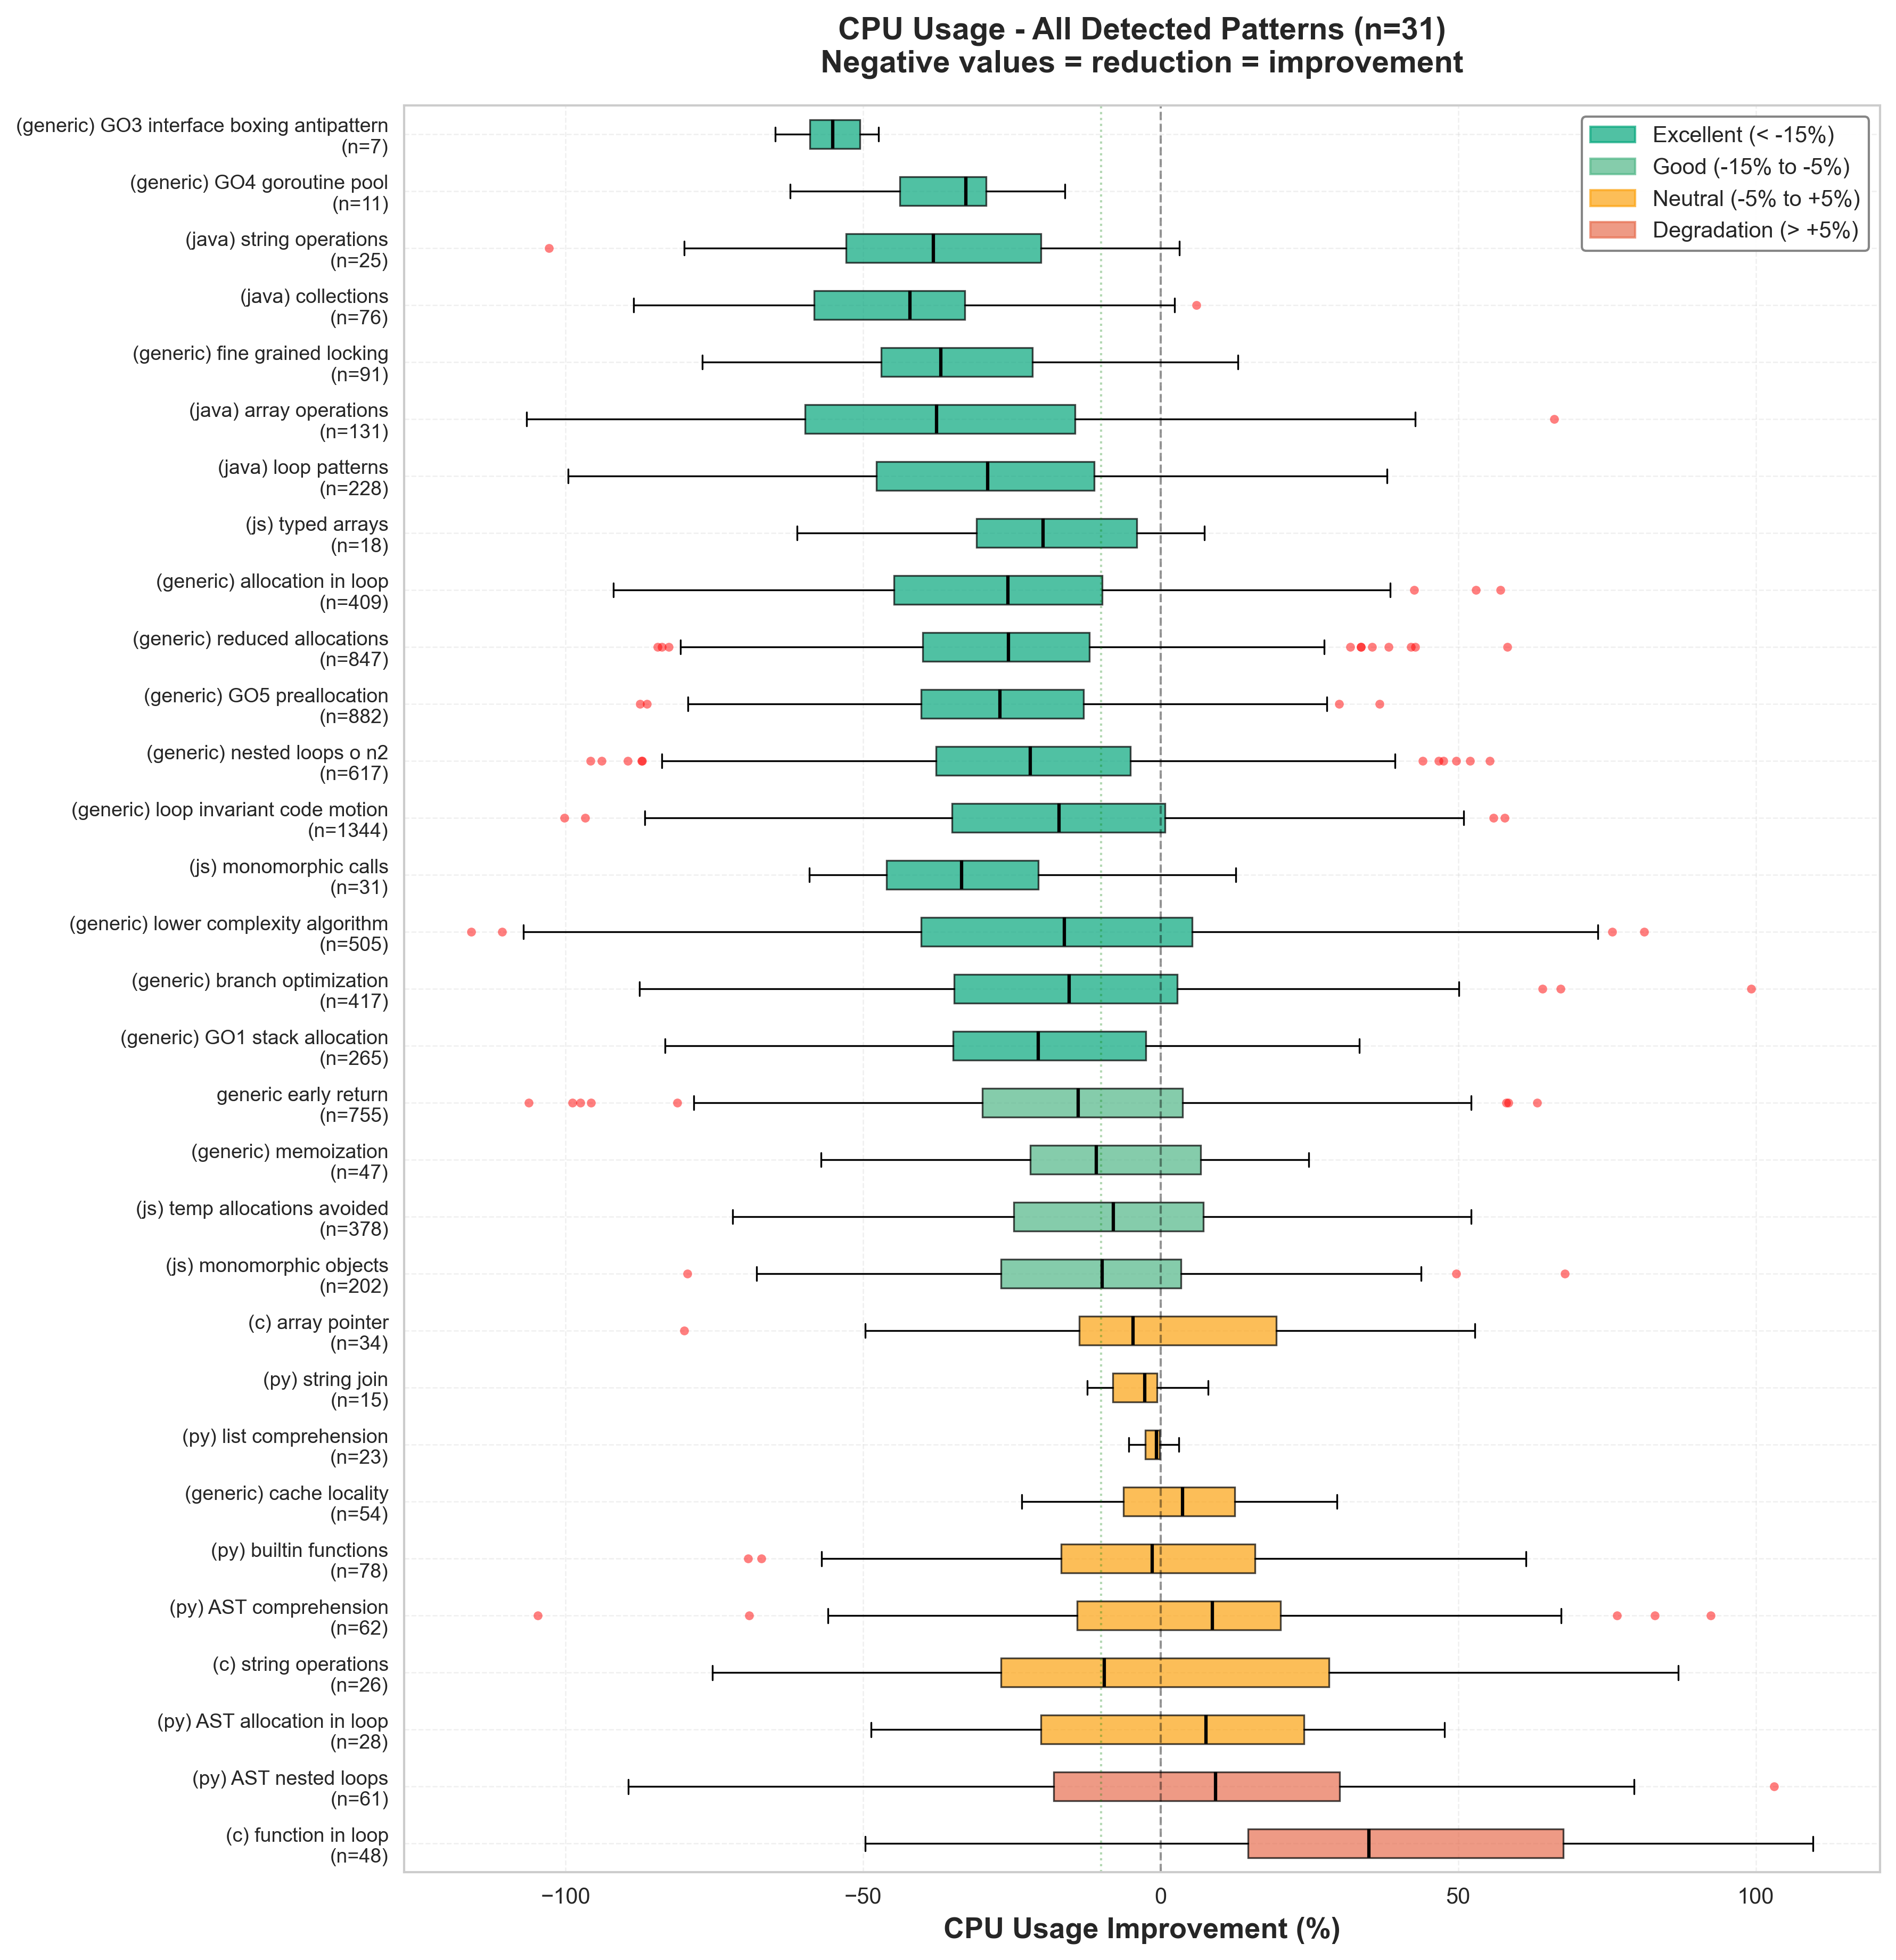 CPU Usage - All Detected Patterns (n=31)
Negative values = reduction = improvement
(generic) GO3 interface boxing antipattern
(n=7)
(generic) GO4 goroutine pool
(n=11)
(java) string operations
(n=25)
(java) collections
(n=76)
(generic) fine grained locking
(n=91)
(java) array operations
(n=131)
(java) loop patterns
(n=228)
(js) typed arrays
(n=18)
(generic) allocation in loop
(n=409)
(generic) reduced allocations
(n=847)
(generic) GO5 preallocation
(n=882)
(generic) nested loops o n2
(n=617)
(generic) loop invariant code motion
(n=1344)
(js) monomorphic calls
(n=31)
(generic) lower complexity algorithm
(n=505)
(generic) branch optimization
(n=417)
(generic) GO1 stack allocation
(n=265)
generic early return
(n=755)
(generic) memoization
(n=47)
(js) temp allocations avoided
(n=378)
(js) monomorphic objects
(n=202)
(c) array pointer
(n=34)
(py) string join
(n=15)
(py) list comprehension
(n=23)
(generic) cache locality
(n=54)
(py) builtin functions
(n=78)
(py) AST comprehension
(n=62)
(c) string operations
(n=26)
(py) AST allocation in loop
(n=28)
(py) AST nested loops
(n=61)
(c) function in loop
(n=48)
Excellent (< -15%)
Good (-15% to -5%)
Neutral (-5% to +5%)
Degradation (> +5%)
−100 −50 0 50 100
CPU Usage Improvement (%)